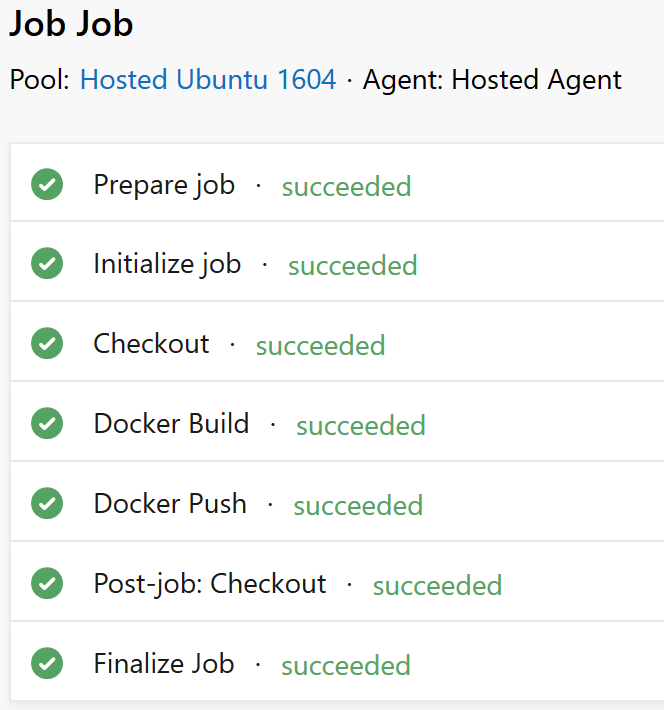 Job Job
Pool: Hosted Ubuntu 1604 · Agent: Hosted Agent
Prepare job · succeeded
Initialize job · succeeded
Checkout · succeeded
Docker Build · succeeded
Docker Push · succeeded
Post-job: Checkout · succeeded
Finalize Job · succeeded